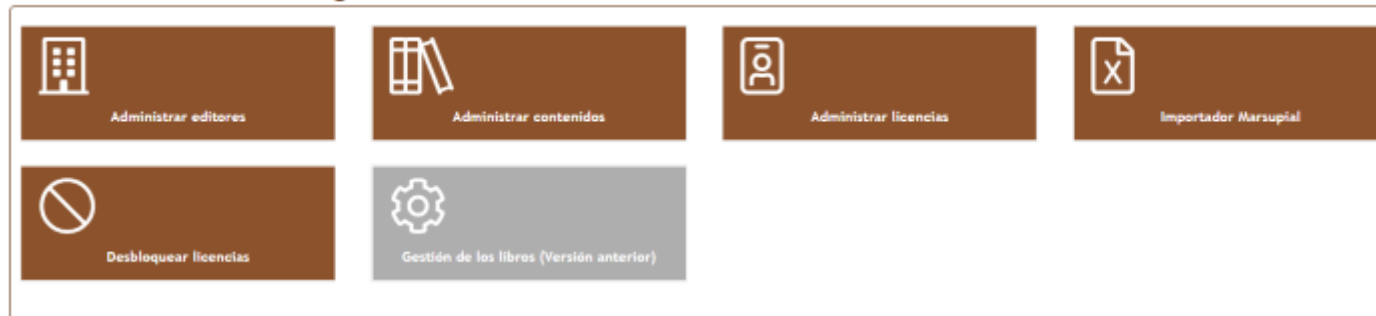 Administrar editores
Administrar contenidos
Administrar licencias
Importador Marsupial
Desbloquear licencias
Gestión de los libros (Versión anterior)